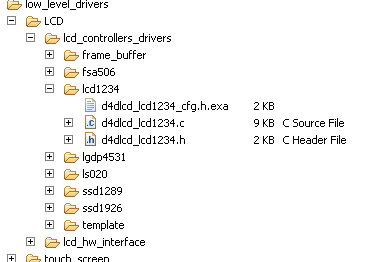 low_level_drivers
LCD
lcd_controllers_drivers
frame_buffer
fsa506
lcd1234
d4dlcd_lcd1234_cfg.h.exa 2 KB
.c d4dlcd_lcd1234.c 9 KB C Source File
.h d4dlcd_lcd1234.h 2 KB C Header File
lgdp4531
ls020
ssd1289
ssd1926
template
lcd_hw_interface
touch_screen